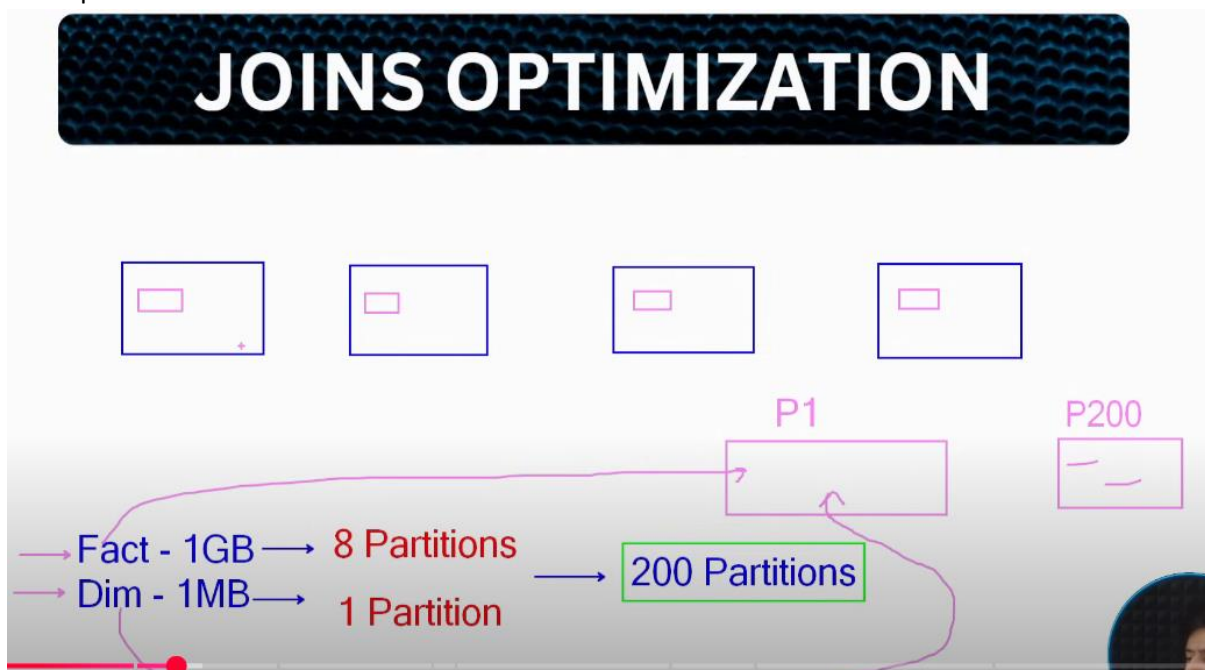 JOINS OPTIMIZATION
P1
P200
Fact - 1GB → 8 Partitions
Dim - 1MB → 1 Partition
→ 200 Partitions